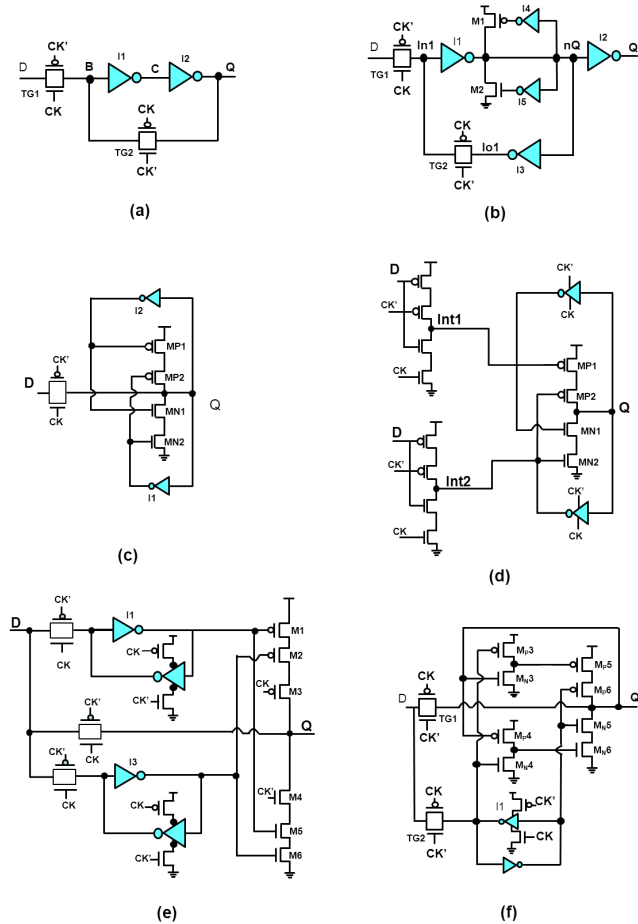 CK'
D
B
I1
C
I2
Q
TG1
CK
CK
TG2
CK'
(a)
I4
M1
CK'
D
In1
I1
nQ
I2
Q
TG1
CK
M2
I5
CK
Io1
TG2
I3
CK'
(b)
I2
MP1
CK'
MP2
D
Q
MN1
CK
MN2
I1
(c)
D
CK'
CK
CK'
Int1
MP1
CK
MP2
Q
D
MN1
CK'
MN2
Int2
CK'
CK
CK
(d)
CK'
D
I1
M1
CK
CK
M2
CK'
CK
M3
CK'
Q
CK'
CK
I3
CK'
M4
CK
CK
M5
M6
CK'
(e)
MP3
MP5
CK
MN3
MP6
D
Q
TG1
MP4
MN5
CK'
MN6
MN4
CK
I1
CK'
TG2
CK
CK'
(f)